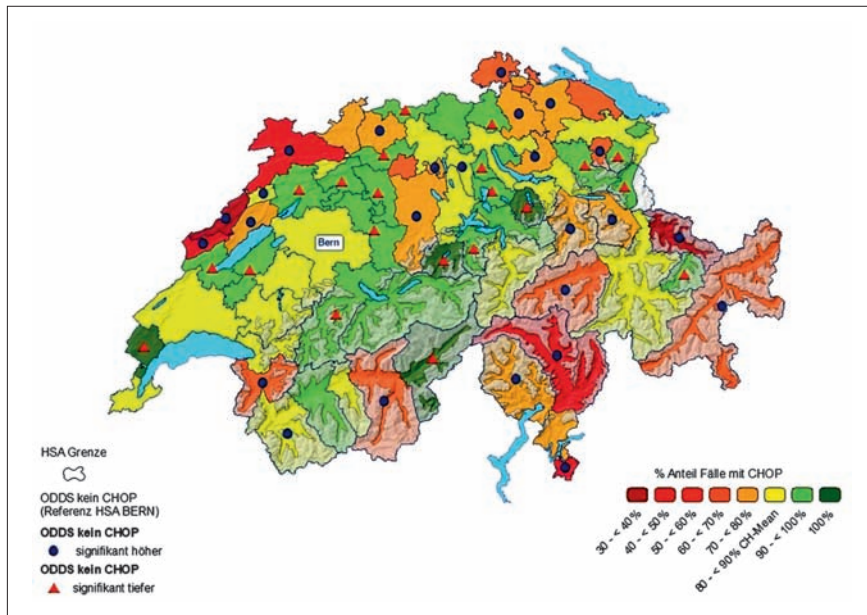 Bern
HSA Grenze
ODDS kein CHOP
(Referenz HSA BERN)
ODDS kein CHOP
signifikant höher
ODDS kein CHOP
signifikant tiefer
% Anteil Fälle mit CHOP
30 - < 40%
40 - < 50%
50 - < 60%
60 - < 70%
70 - < 80%
80 - < 90% CH-Mean
90 - < 100%
100%